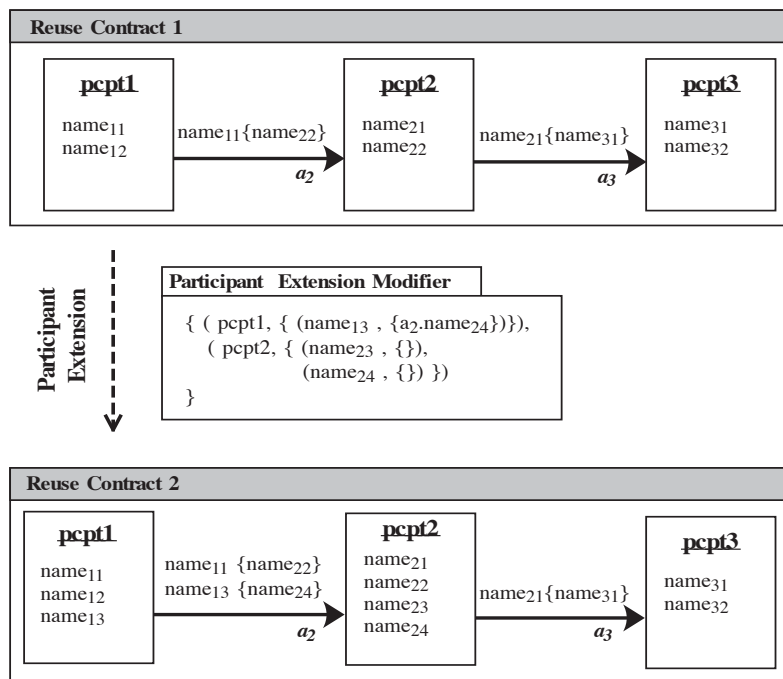 Reuse Contract 1
pcpt1
name₁₁
name₁₂
name₁₁{name₂₂}
a₂
pcpt2
name₂₁
name₂₂
name₂₁{name₃₁}
a₃
pcpt3
name₃₁
name₃₂
Participant
Extension
Participant Extension Modifier
{ ( pcpt1, { (name₁₃ , {a₂.name₂₄})}),
( pcpt2, { (name₂₃ , {}),
(name₂₄ , {}) })
}
Reuse Contract 2
pcpt1
name₁₁
name₁₂
name₁₃
name₁₁ {name₂₂}
name₁₃ {name₂₄}
a₂
pcpt2
name₂₁
name₂₂
name₂₃
name₂₄
name₂₁{name₃₁}
a₃
pcpt3
name₃₁
name₃₂